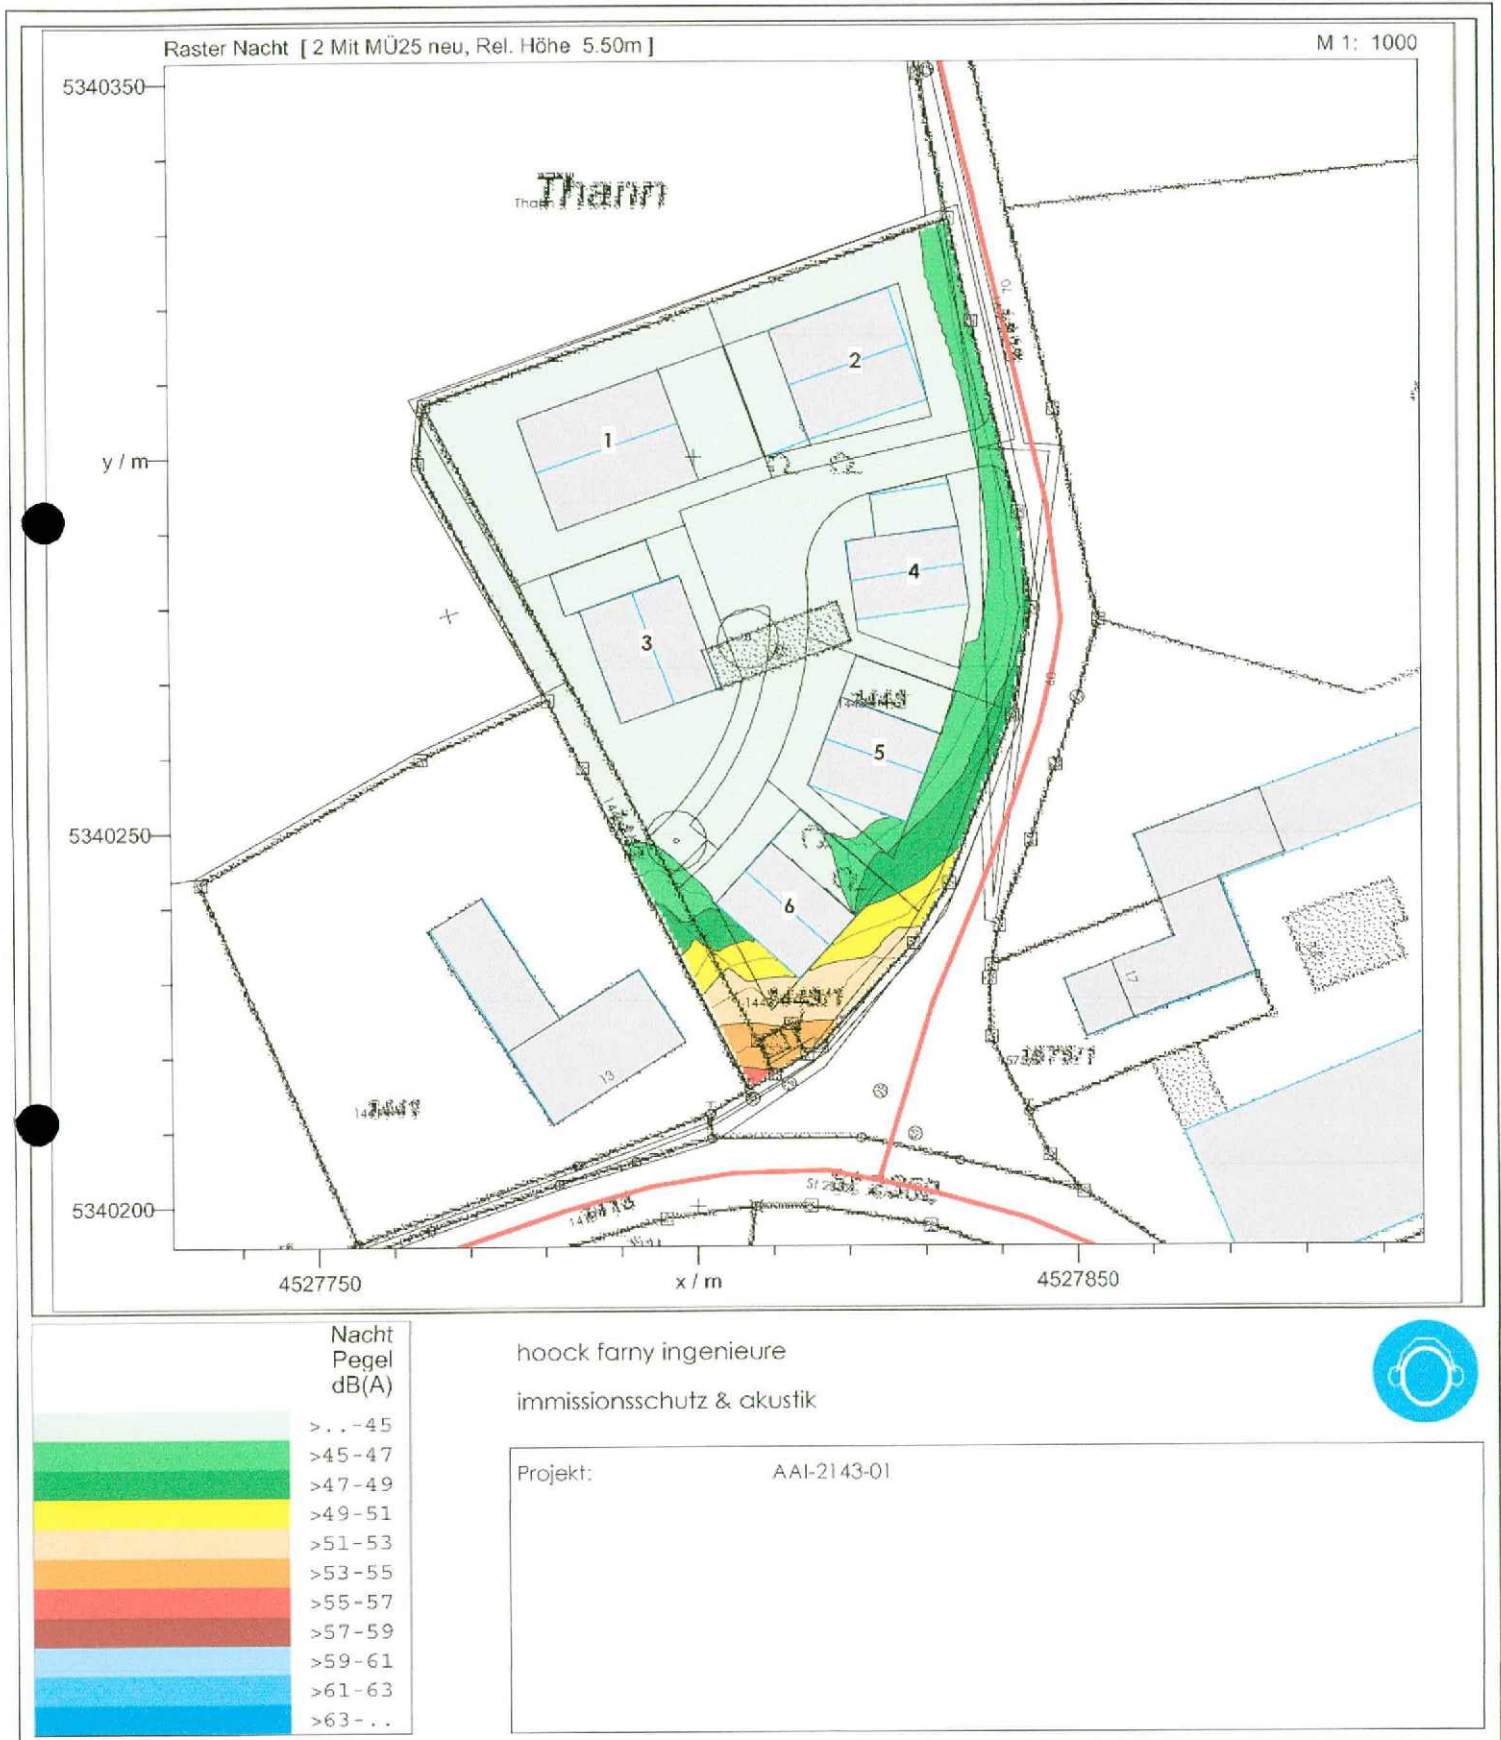 Raster Nacht [ 2 Mit MÜ25 neu, Rel. Höhe 5.50m ]
M 1: 1000
5340350
Thann
2
1
y / m
4
3
5
5340250
6
17
13
5340200
4527750
x / m
4527850
Nacht
Pegel
dB(A)
>..-45
>45-47
>47-49
>49-51
>51-53
>53-55
>55-57
>57-59
>59-61
>61-63
>63-..
hoock farny ingenieure
immissionsschutz & akustik
Projekt: AAI-2143-01